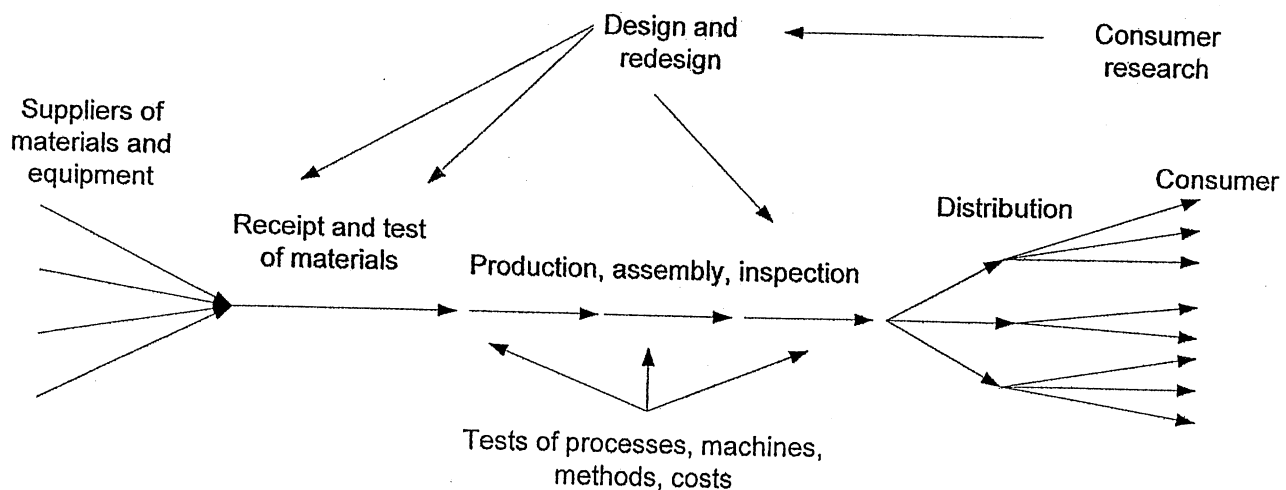 Design and
redesign
Consumer
research
Suppliers of
materials and
equipment
Consumer
Distribution
Receipt and test
of materials
Production, assembly, inspection
Tests of processes, machines,
methods, costs